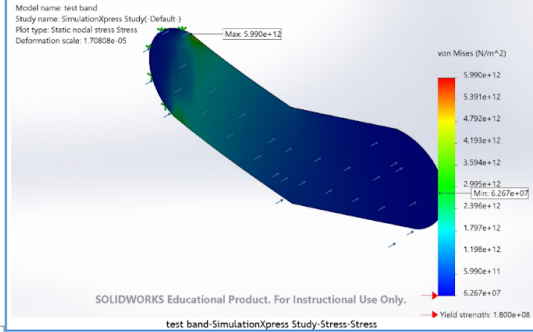 Model name: test band
Study name: SimulationXpress Study(-Default-)
Plot type: Static nodal stress Stress
Deformation scale: 1.70808e-05
Max: 5.990e+12
von Mises (N/m^2)
5.990e+12
5.391e+12
4.792e+12
4.193e+12
3.594e+12
2.995e+12
Min: 6.267e+07
2.396e+12
1.797e+12
1.198e+12
5.990e+11
6.267e+07
SOLIDWORKS Educational Product. For Instructional Use Only.
Yield strength: 1.800e+08
test band-SimulationXpress Study-Stress-Stress